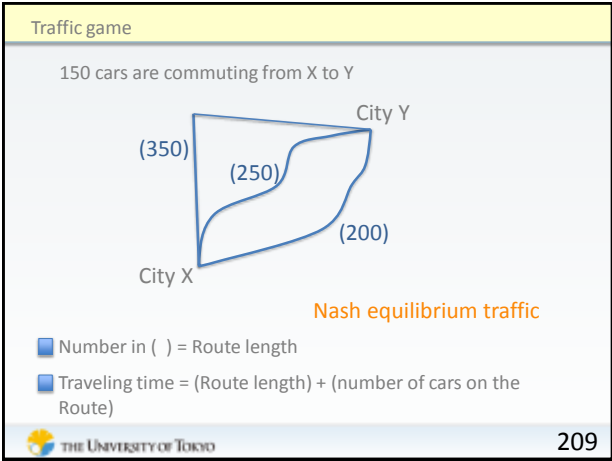 Traffic game
150 cars are commuting from X to Y
City Y
(350)
(250)
(200)
City X
Nash equilibrium traffic
Number in ( ) = Route length
Traveling time = (Route length) + (number of cars on the
Route)
THE UNIVERSITY OF TOKYO
209